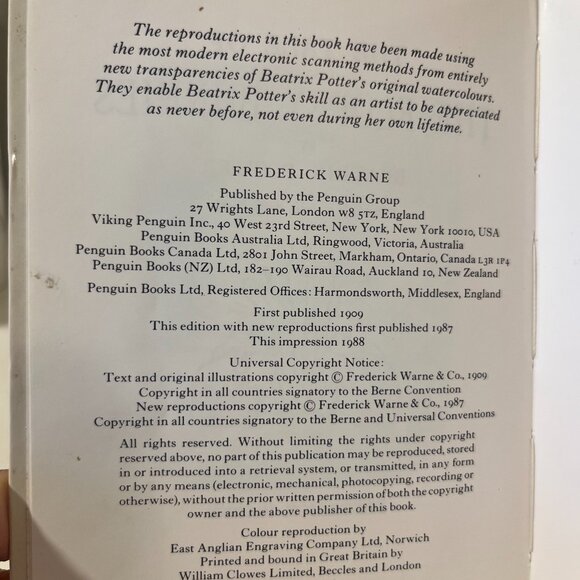 The reproductions in this book have been made using
the most modern electronic scanning methods from entirely
new transparencies of Beatrix Potter's original watercolours.
They enable Beatrix Potter's skill as an artist to be appreciated
as never before, not even during her own lifetime.
FREDERICK WARNE
Published by the Penguin Group
27 Wrights Lane, London W8 5TZ, England
Viking Penguin Inc., 40 West 23rd Street, New York, New York 10010, USA
Penguin Books Australia Ltd, Ringwood, Victoria, Australia
Penguin Books Canada Ltd, 2801 John Street, Markham, Ontario, Canada L3R 1P4
Penguin Books (NZ) Ltd, 182–190 Wairau Road, Auckland 10, New Zealand
Penguin Books Ltd, Registered Offices: Harmondsworth, Middlesex, England
First published 1909
This edition with new reproductions first published 1987
This impression 1988
Universal Copyright Notice:
Text and original illustrations copyright © Frederick Warne & Co., 1909
Copyright in all countries signatory to the Berne Convention
New reproductions copyright © Frederick Warne & Co., 1987
Copyright in all countries signatory to the Berne and Universal Conventions
All rights reserved. Without limiting the rights under copyright
reserved above, no part of this publication may be reproduced, stored
in or introduced into a retrieval system, or transmitted, in any form
or by any means (electronic, mechanical, photocopying, recording or
otherwise), without the prior written permission of both the copyright
owner and the above publisher of this book.
Colour reproduction by
East Anglian Engraving Company Ltd, Norwich
Printed and bound in Great Britain by
William Clowes Limited, Beccles and London